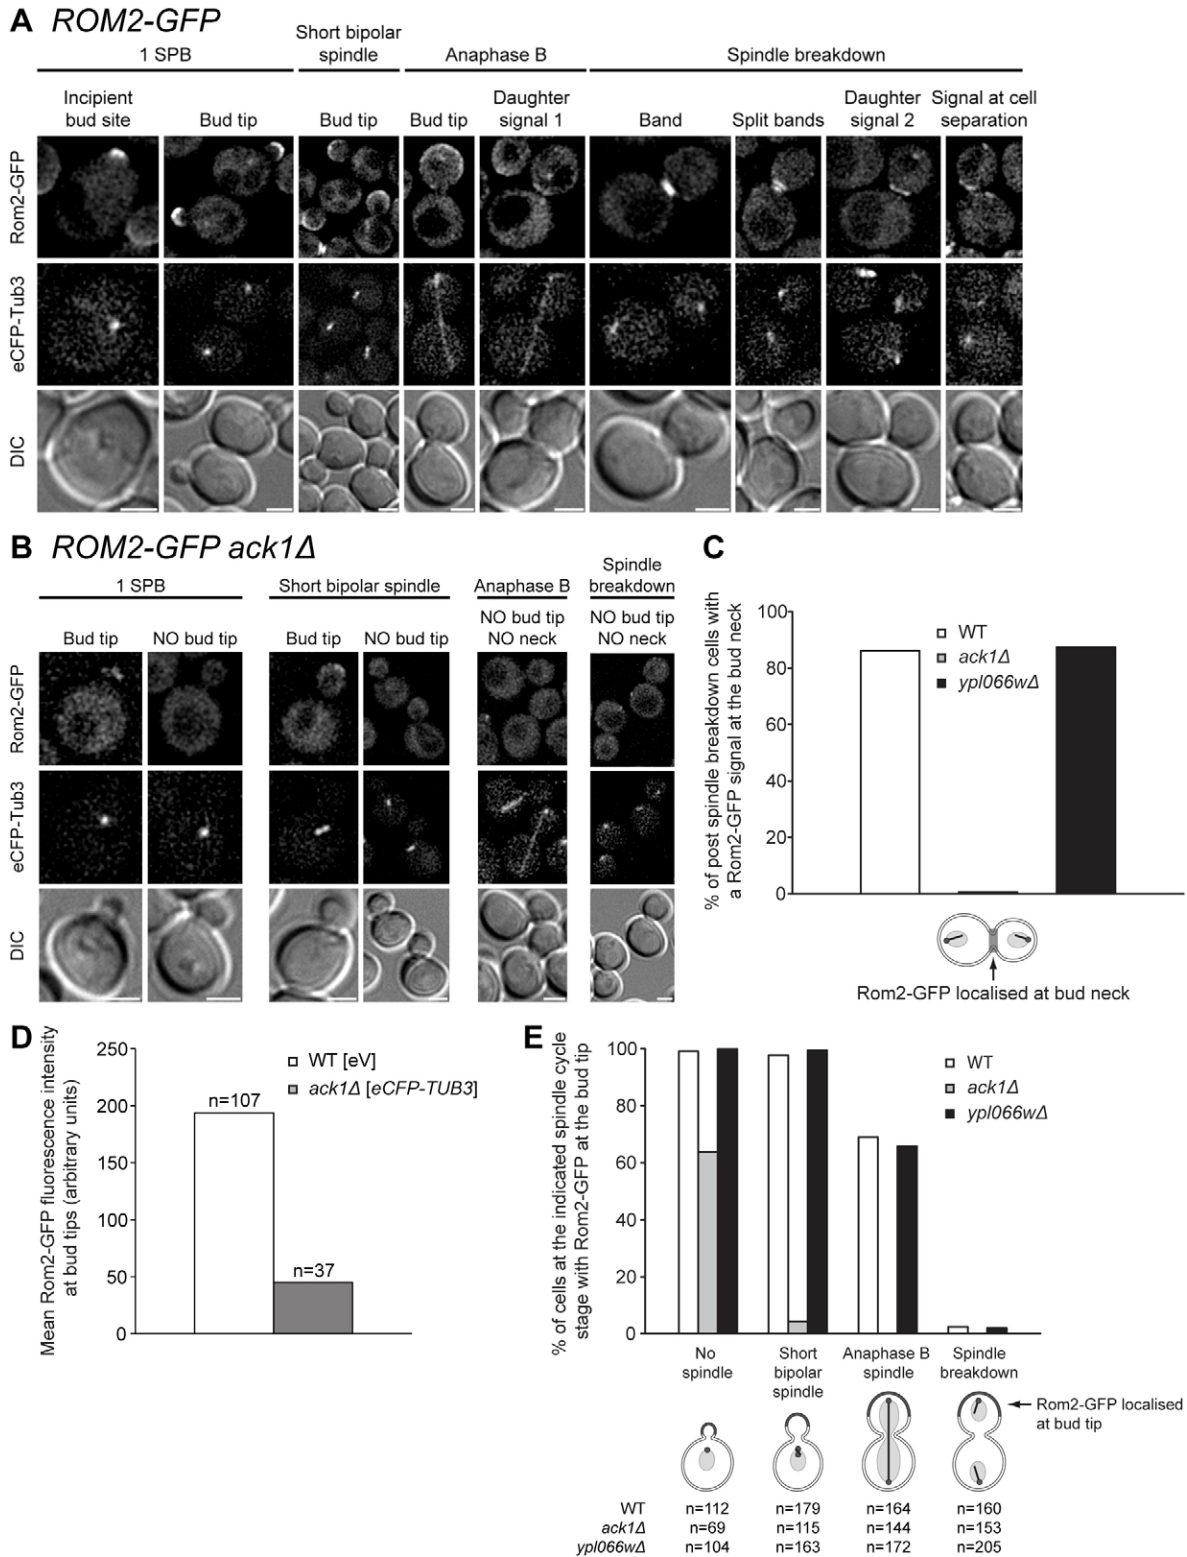 A ROM2-GFP
1 SPB
Short bipolar
spindle
Anaphase B
Spindle breakdown
Incipient
bud site
Bud tip
Bud tip
Bud tip
Daughter
signal 1
Band
Split bands
Daughter
signal 2
Signal at cell
separation
Rom2-GFP
eCFP-Tub3
DIC
B ROM2-GFP ack1Δ
1 SPB
Short bipolar spindle
Anaphase B
Spindle
breakdown
Bud tip
NO bud tip
Bud tip
NO bud tip
NO bud tip
NO neck
NO bud tip
NO neck
Rom2-GFP
eCFP-Tub3
DIC
C
% of post spindle breakdown cells with
a Rom2-GFP signal at the bud neck
100
80
60
40
20
0
WT
ack1Δ
ypl066wΔ
Rom2-GFP localised at bud neck
D
Mean Rom2-GFP fluorescence intensity
at bud tips (arbitrary units)
250
200
150
100
50
0
n=107
n=37
WT [eV]
ack1Δ [eCFP-TUB3]
E
% of cells at the indicated spindle cycle
stage with Rom2-GFP at the bud tip
100
80
60
40
20
0
WT
ack1Δ
ypl066wΔ
No
spindle
Short
bipolar
spindle
Anaphase B
spindle
Spindle
breakdown
Rom2-GFP localised
at bud tip
WT n=112 n=179 n=164 n=160
ack1Δ n=69 n=115 n=144 n=153
ypl066wΔ n=104 n=163 n=172 n=205